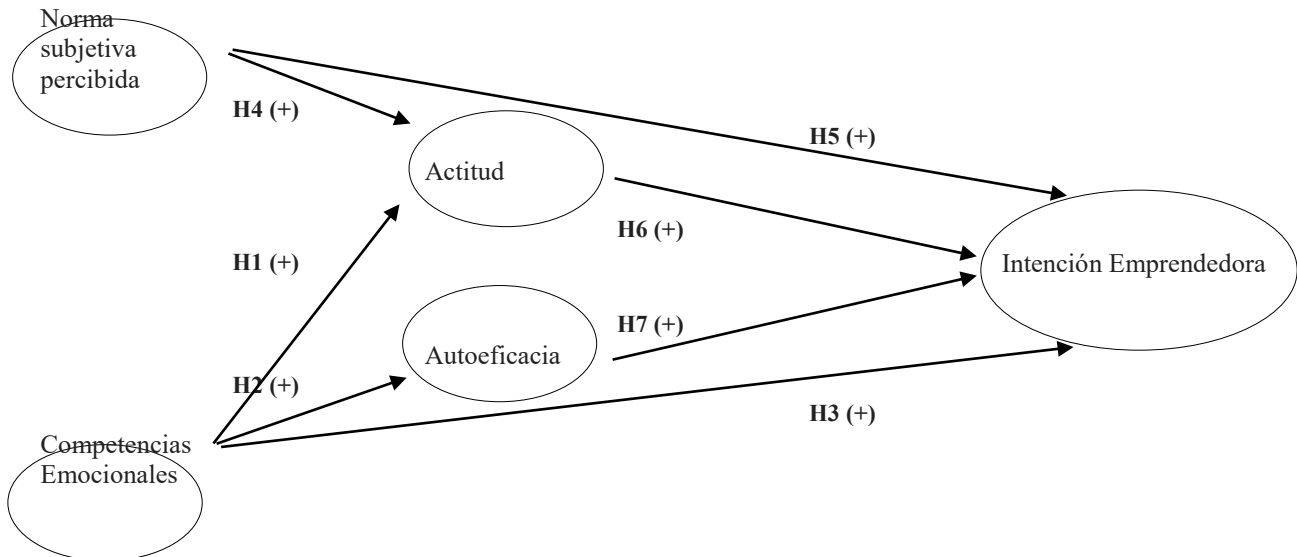 Norma
subjetiva
percibida
H4 (+)
H5 (+)
Actitud
H6 (+)
H1 (+)
Intención Emprendedora
H7 (+)
Autoeficacia
H2 (+)
H3 (+)
Competencias
Emocionales